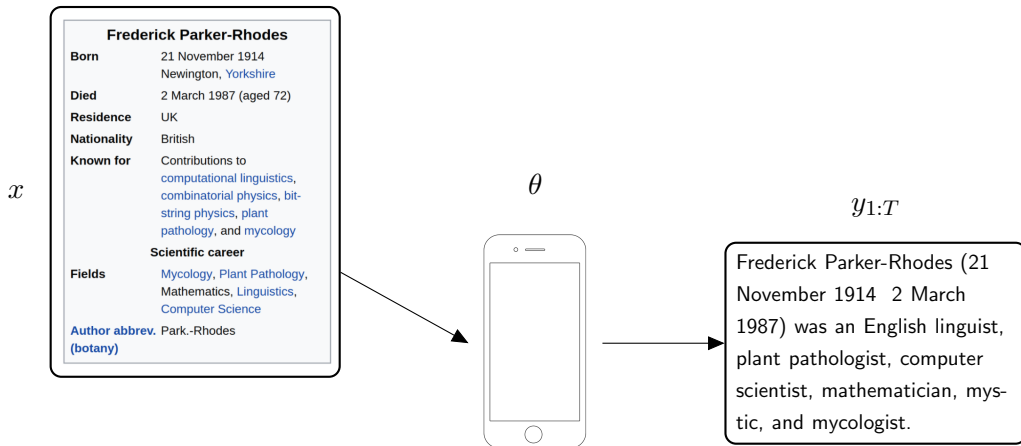 Frederick Parker-Rhodes
Born 21 November 1914
Newington, Yorkshire
Died 2 March 1987 (aged 72)
Residence UK
Nationality British
Known for Contributions to
computational linguistics,
combinatorial physics, bit-
string physics, plant
pathology, and mycology
Scientific career
Fields Mycology, Plant Pathology,
Mathematics, Linguistics,
Computer Science
Author abbrev. Park.-Rhodes
(botany)
x
θ
y1:T
Frederick Parker-Rhodes (21
November 1914 2 March
1987) was an English linguist,
plant pathologist, computer
scientist, mathematician, mys-
tic, and mycologist.